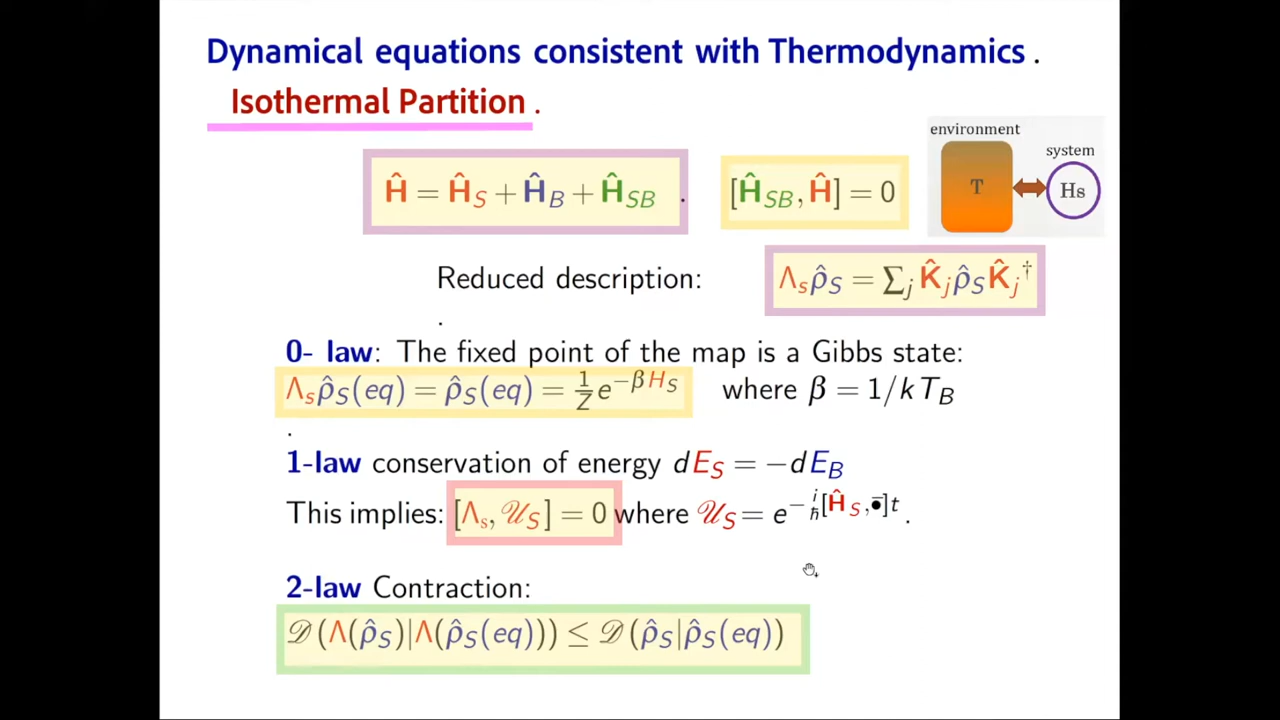 Dynamical equations consistent with Thermodynamics .
Isothermal Partition .
environment
system
T
Hs
Ĥ = Ĥ_S + Ĥ_B + Ĥ_SB .
[Ĥ_SB, Ĥ] = 0
Reduced description:
Λ_s ρ̂_S = ∑_j K̂_j ρ̂_S K̂_j^†
.
0- law: The fixed point of the map is a Gibbs state:
Λ_s ρ̂_S(eq) = ρ̂_S(eq) = 1/Z e^{−βH_S} where β = 1/k T_B
.
1-law conservation of energy dE_S = −dE_B
This implies: [Λ_s, 𝒰_S] = 0 where 𝒰_S = e^{−i/ħ[Ĥ_S, •̄]t} .
2-law Contraction:
𝒟(Λ(ρ̂_S)|Λ(ρ̂_S(eq))) ≤ 𝒟(ρ̂_S|ρ̂_S(eq))